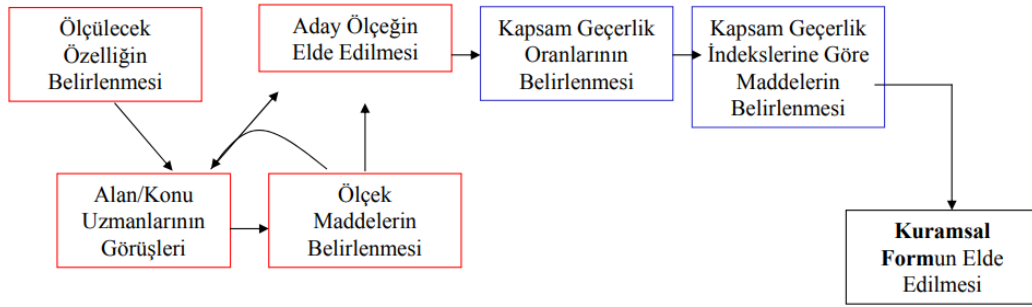 Ölçülecek
Özelliğin
Belirlenmesi
Aday Ölçeğin
Elde Edilmesi
Kapsam Geçerlik
Oranlarının
Belirlenmesi
Kapsam Geçerlik
İndekslerine Göre
Maddelerin
Belirlenmesi
Alan/Konu
Uzmanlarının
Görüşleri
Ölçek
Maddelerin
Belirlenmesi
Kuramsal
Formun Elde
Edilmesi